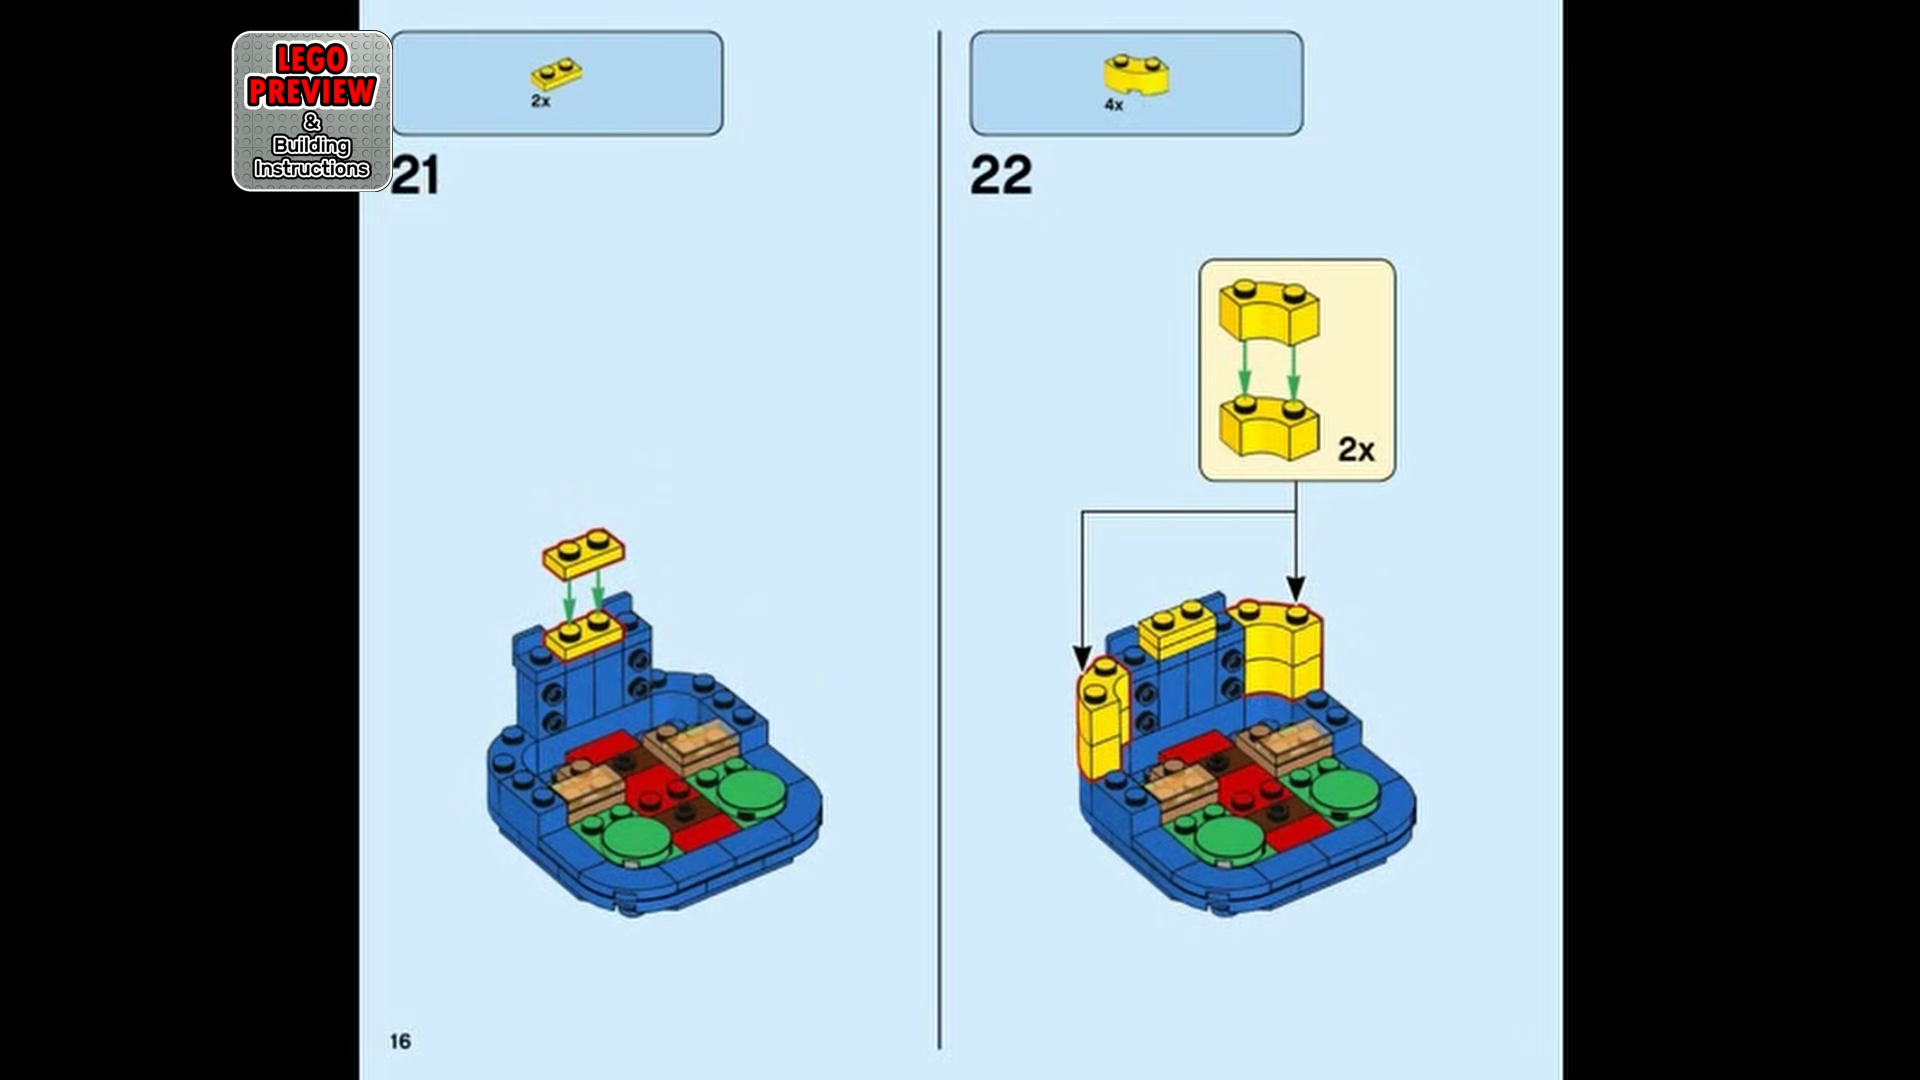 LEGO
PREVIEW
&
Building
Instructions
2x
21
4x
22
2x
16